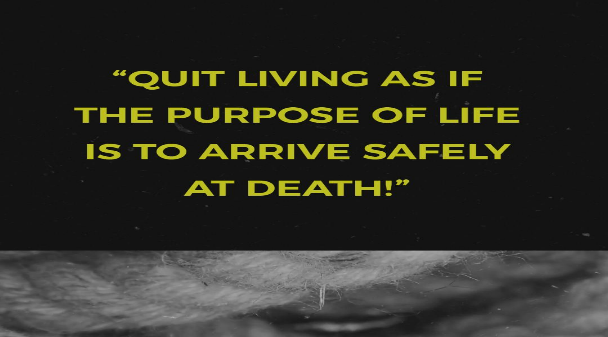 “QUIT LIVING AS IF
THE PURPOSE OF LIFE
IS TO ARRIVE SAFELY
AT DEATH!”